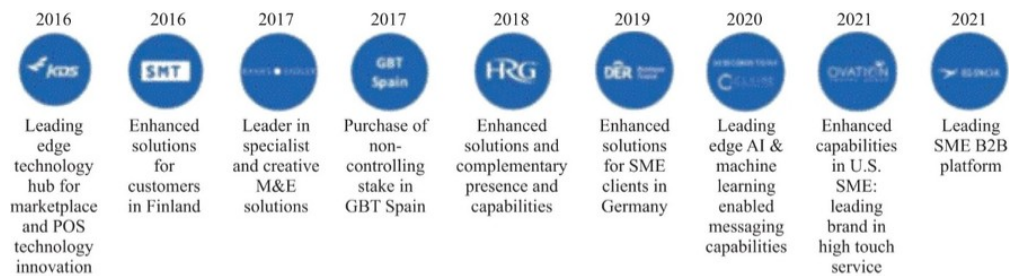 2016
2016
2017
2017
2018
2019
2020
2021
2021
KDS
SMT
BANKS SADLER
GBT
Spain
HRG
DER
OVATION
EGENCIA
Leading
edge
technology
hub for
marketplace
and POS
technology
innovation
Enhanced
solutions
for
customers
in Finland
Leader in
specialist
and creative
M&E
solutions
Purchase of
non-
controlling
stake in
GBT Spain
Enhanced
solutions and
complementary
presence and
capabilities
Enhanced
solutions
for SME
clients in
Germany
Leading
edge AI &
machine
learning
enabled
messaging
capabilities
Enhanced
capabilities
in U.S.
SME:
leading
brand in
high touch
service
Leading
SME B2B
platform